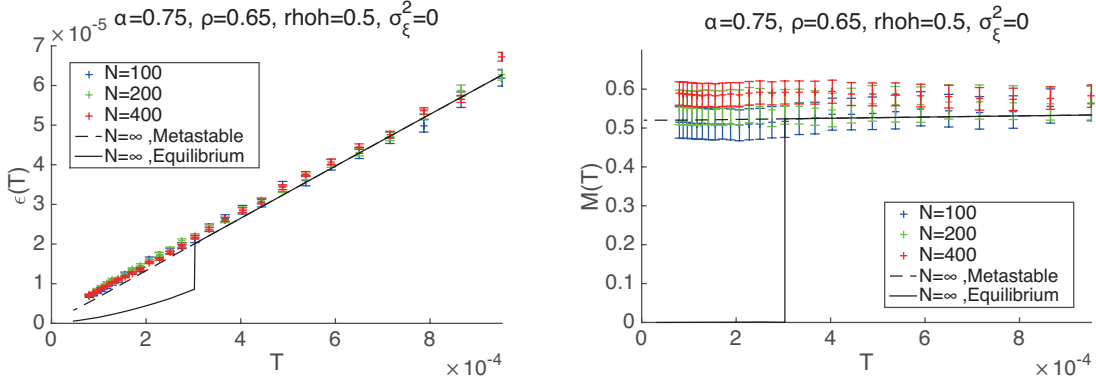 α=0.75, ρ=0.65, rhoh=0.5, σ²_ξ=0
×10⁻⁵
7
6
5
4
3
2
1
0
ϵ(T)
N=100
N=200
N=400
N=∞ ,Metastable
N=∞ ,Equilibrium
0 2 4 6 8
T
×10⁻⁴
α=0.75, ρ=0.65, rhoh=0.5, σ²_ξ=0
0.6
0.5
0.4
0.3
0.2
0.1
0
M(T)
N=100
N=200
N=400
N=∞ ,Metastable
N=∞ ,Equilibrium
0 2 4 6 8
T
×10⁻⁴